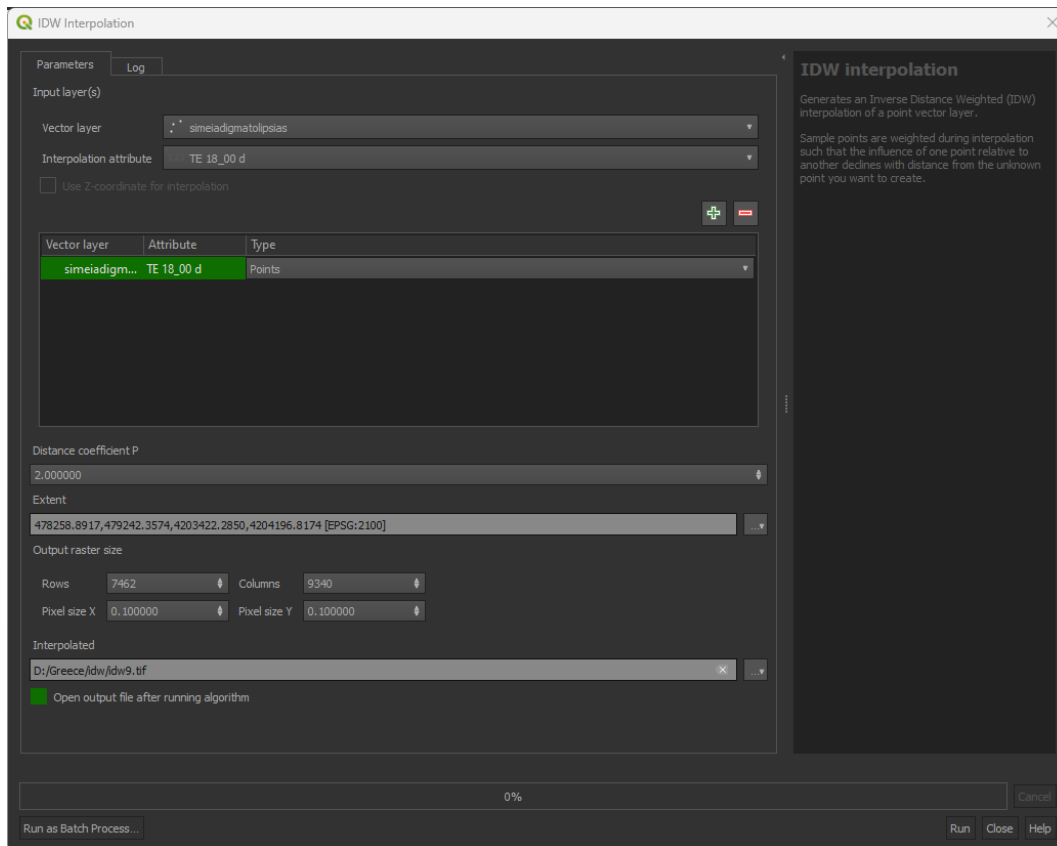 IDW Interpolation
Parameters
Log
Input layer(s)
Vector layer
simeiadigmatolipsias
Interpolation attribute
TE 18_00 d
Use Z-coordinate for interpolation
Vector layer Attribute Type
simeiadigm... TE 18_00 d Points
Distance coefficient P
2.000000
Extent
478258.8917,479242.3574,4203422.2850,4204196.8174 [EPSG:2100]
...
Output raster size
Rows 7462 Columns 9340
Pixel size X 0.100000 Pixel size Y 0.100000
Interpolated
D:/Greece/idw/idw9.tif
...
Open output file after running algorithm
IDW interpolation
Generates an Inverse Distance Weighted (IDW)
interpolation of a point vector layer.
Sample points are weighted during interpolation
such that the influence of one point relative to
another declines with distance from the unknown
point you want to create.
0%
Cancel
Run as Batch Process...
Run Close Help